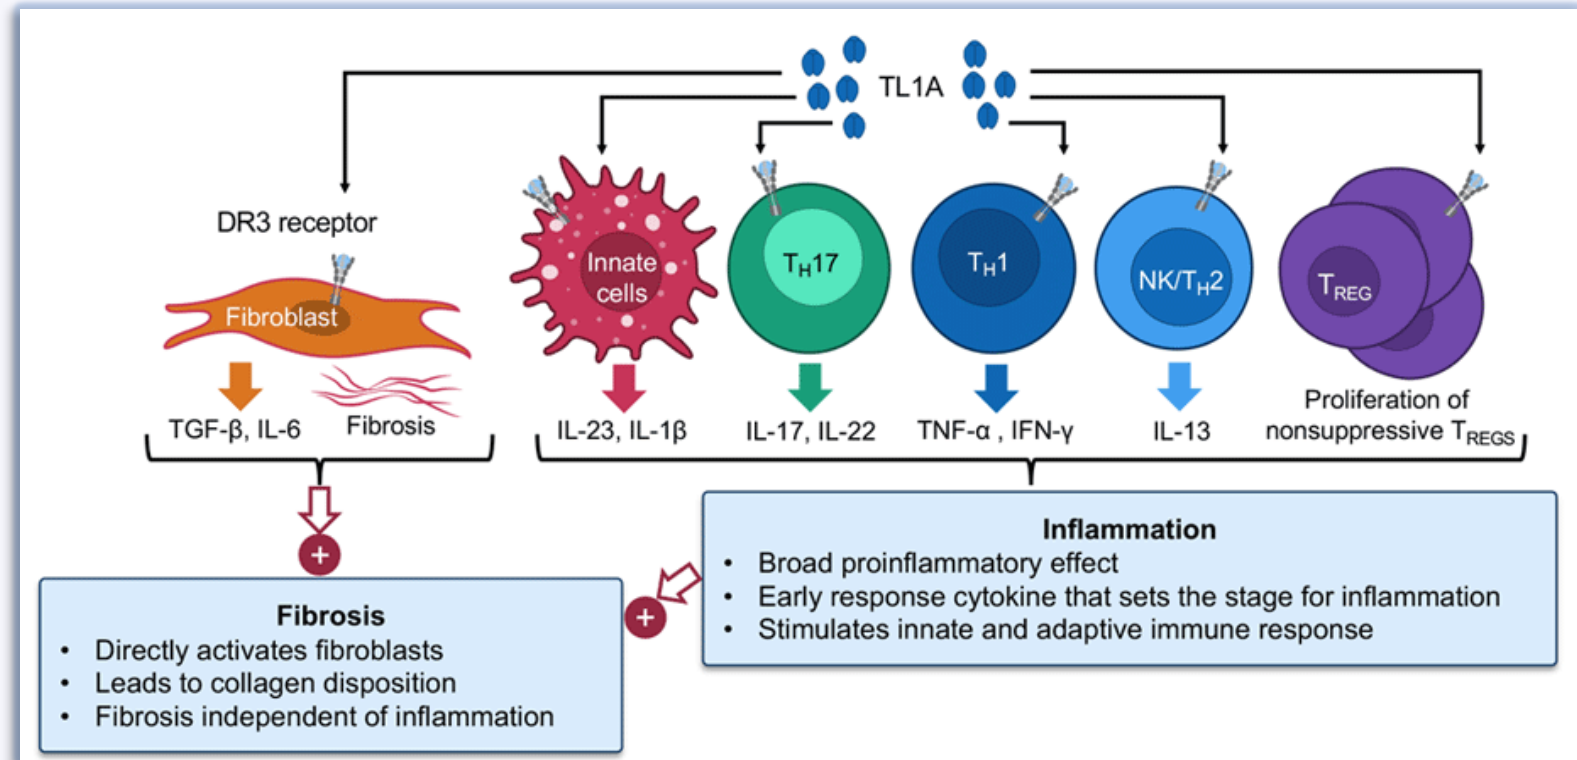 TL1A
DR3 receptor
Fibroblast
Innate
cells
TH17
TH1
NK/TH2
TREG
TGF-β, IL-6
Fibrosis
IL-23, IL-1β
IL-17, IL-22
TNF-α , IFN-γ
IL-13
Proliferation of
nonsuppressive TREGS
Inflammation
• Broad proinflammatory effect
• Early response cytokine that sets the stage for inflammation
• Stimulates innate and adaptive immune response
+
+
Fibrosis
• Directly activates fibroblasts
• Leads to collagen disposition
• Fibrosis independent of inflammation